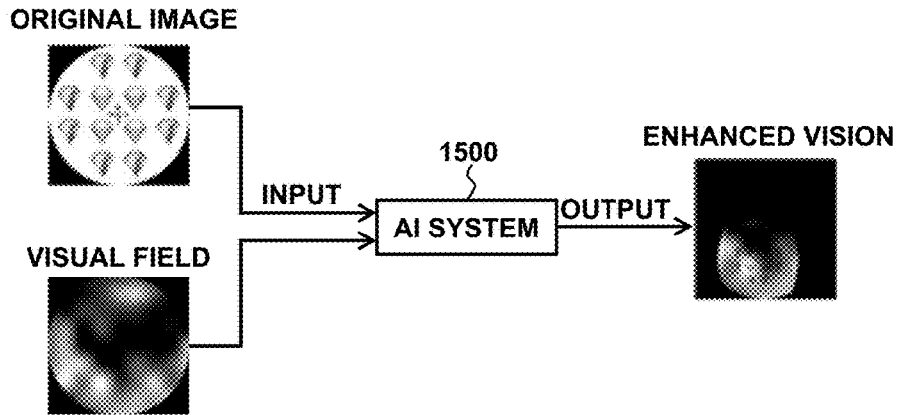 ORIGINAL IMAGE
1500
ENHANCED VISION
INPUT
AI SYSTEM
OUTPUT
VISUAL FIELD